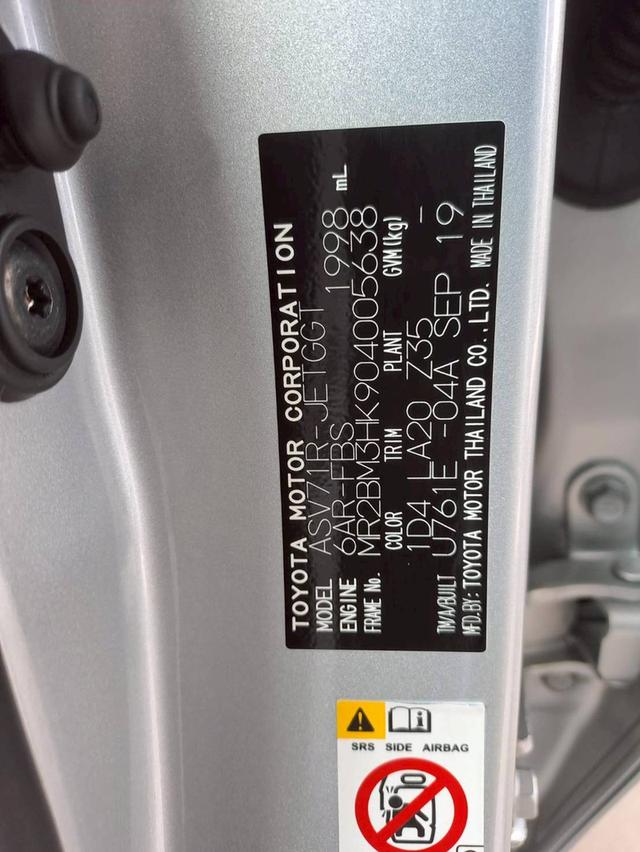 TOYOTA MOTOR CORPORATION
MODEL ASV71R-JETGGT 1998 mL
ENGINE 6AR-FBS
FRAME No. MR2BM3HK904005638
COLOR TRIM PLANT GVM(kg)
1D4 LA20 Z35 -
TMA/BUILT U761E -04A SEP 19
MFD.BY:TOYOTA MOTOR THAILAND CO.,LTD. MADE IN THAILAND
SRS SIDE AIRBAG